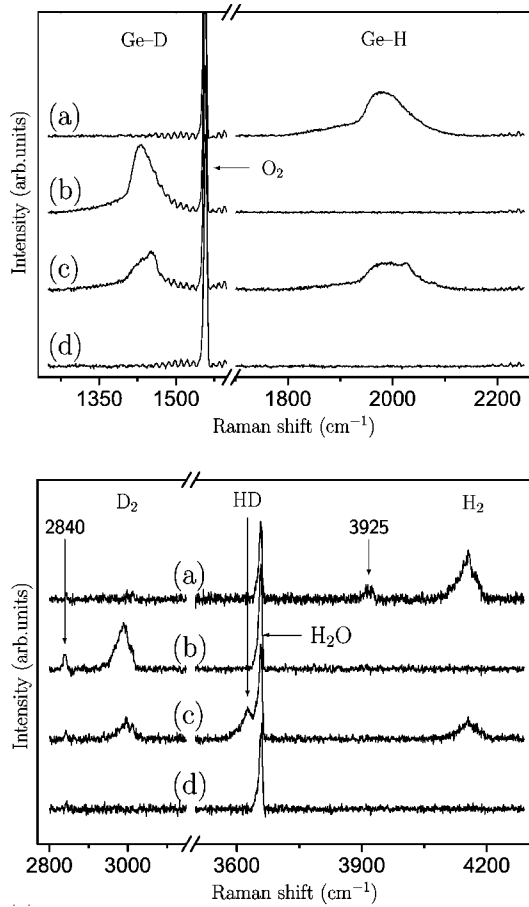 Ge–D
Ge–H
(a)
(b)
O₂
(c)
(d)
Intensity (arb.units)
1350
1500
1800
2000
2200
Raman shift (cm⁻¹)
D₂
HD
H₂
2840
3925
(a)
(b)
H₂O
(c)
(d)
Intensity (arb.units)
2800
3000
3600
3900
4200
Raman shift (cm⁻¹)